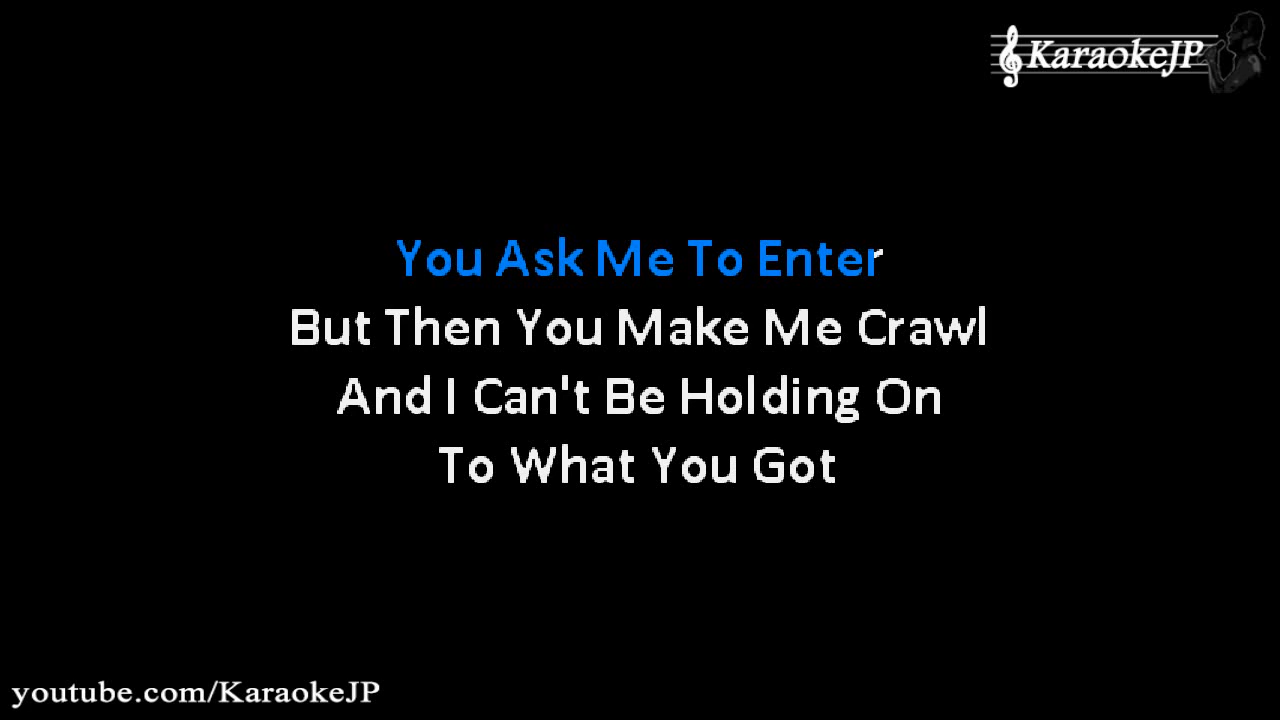 KaraokeJP
You Ask Me To Enter
But Then You Make Me Crawl
And I Can't Be Holding On
To What You Got
youtube.com/KaraokeJP